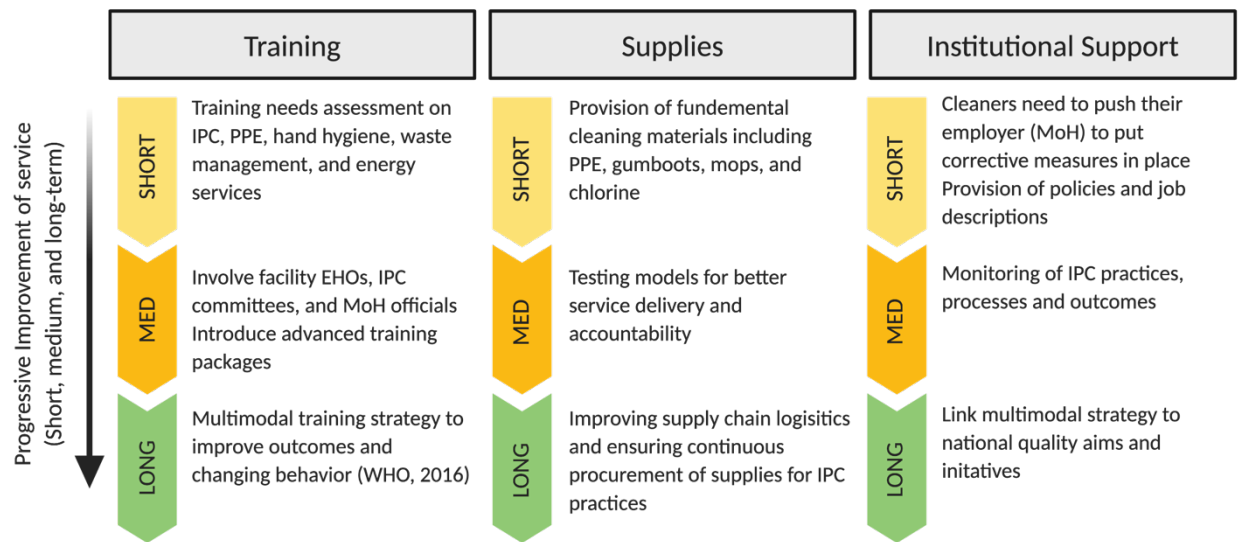 Training
Supplies
Institutional Support
Progressive Improvement of service
(Short, medium, and long-term)
SHORT
Training needs assessment on
IPC, PPE, hand hygiene, waste
management, and energy
services
SHORT
Provision of fundemental
cleaning materials including
PPE, gumboots, mops, and
chlorine
SHORT
Cleaners need to push their
employer (MoH) to put
corrective measures in place
Provision of policies and job
descriptions
MED
Involve facility EHOs, IPC
committees, and MoH officials
Introduce advanced training
packages
MED
Testing models for better
service delivery and
accountability
MED
Monitoring of IPC practices,
processes and outcomes
LONG
Multimodal training strategy to
improve outcomes and
changing behavior (WHO, 2016)
LONG
Improving supply chain logisitics
and ensuring continuous
procurement of supplies for IPC
practices
LONG
Link multimodal strategy to
national quality aims and
initatives